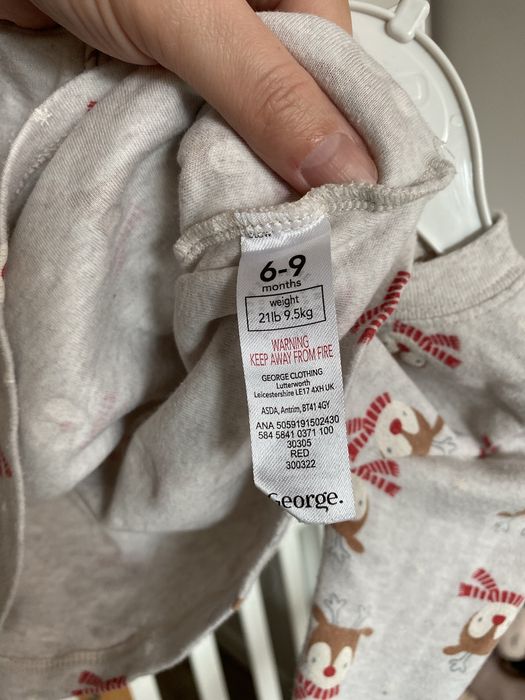 6-9
months
weight
21lb 9.5kg
WARNING
KEEP AWAY FROM FIRE
GEORGE CLOTHING
Lutterworth
Leicestershire LE17 4XH UK
ASDA, Antrim, BT41 4GY
ANA 5059191502430
584 5841 0371 100
30305
RED
300322
George.